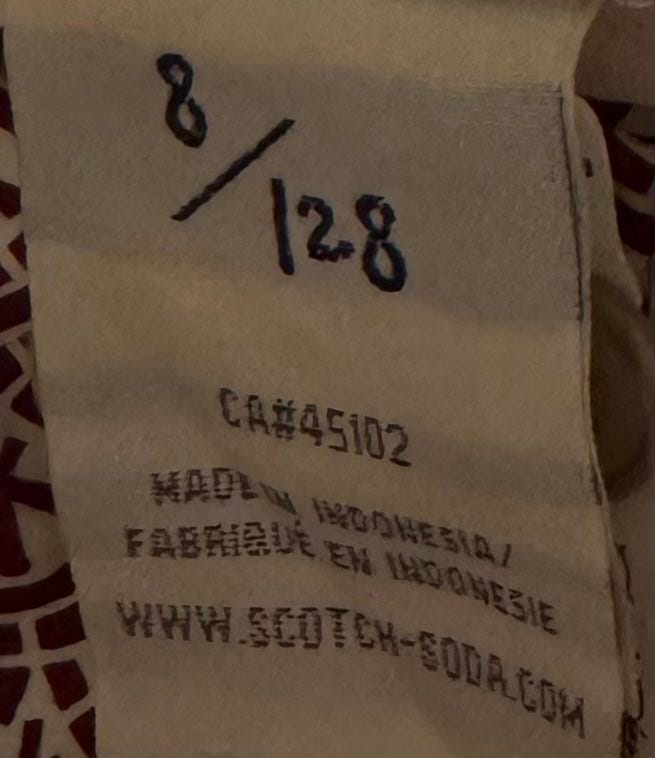 8/128
CA#45102
MADE IN INDONESIA/
FABRIQUÉ EN INDONESIE
WWW.SCOTCH-SODA.COM